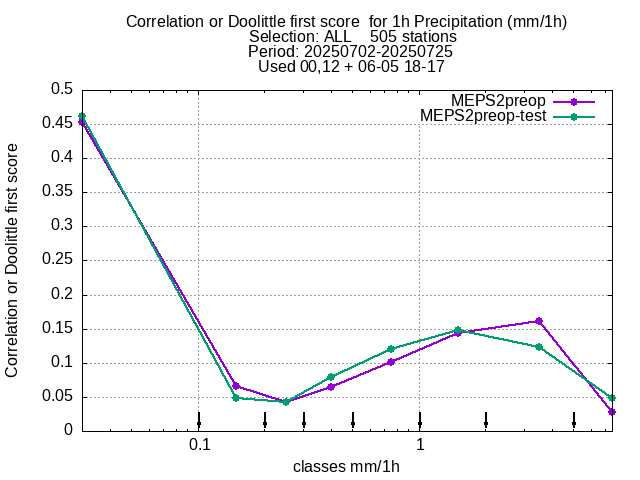 Correlation or Doolittle first score  for 1h Precipitation (mm/1h)
Selection: ALL    505 stations
Period: 20250702-20250725
Used 00,12 + 06-05 18-17
MEPS2preop
MEPS2preop-test
0.5
0.45
0.4
0.35
0.3
0.25
0.2
0.15
0.1
0.05
0
Correlation or Doolittle first score
0.1
1
classes mm/1h